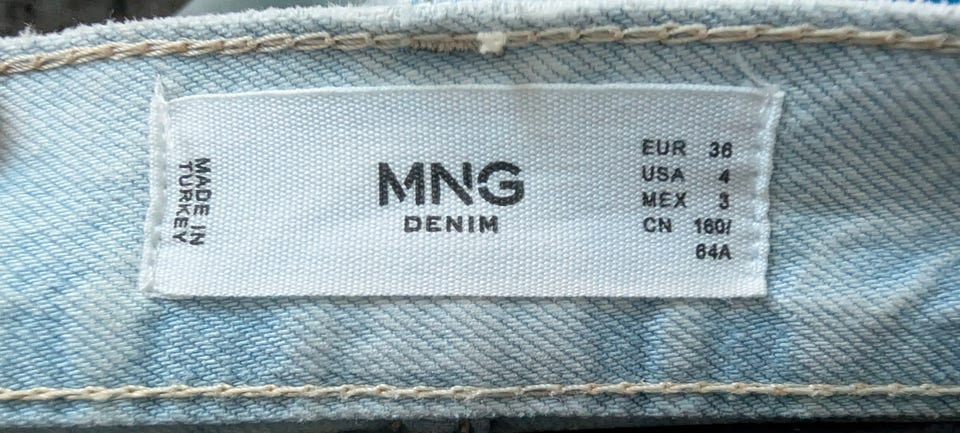 MADE IN
TURKEY
MNG
DENIM
EUR 36
USA 4
MEX 3
CN 160/
64A